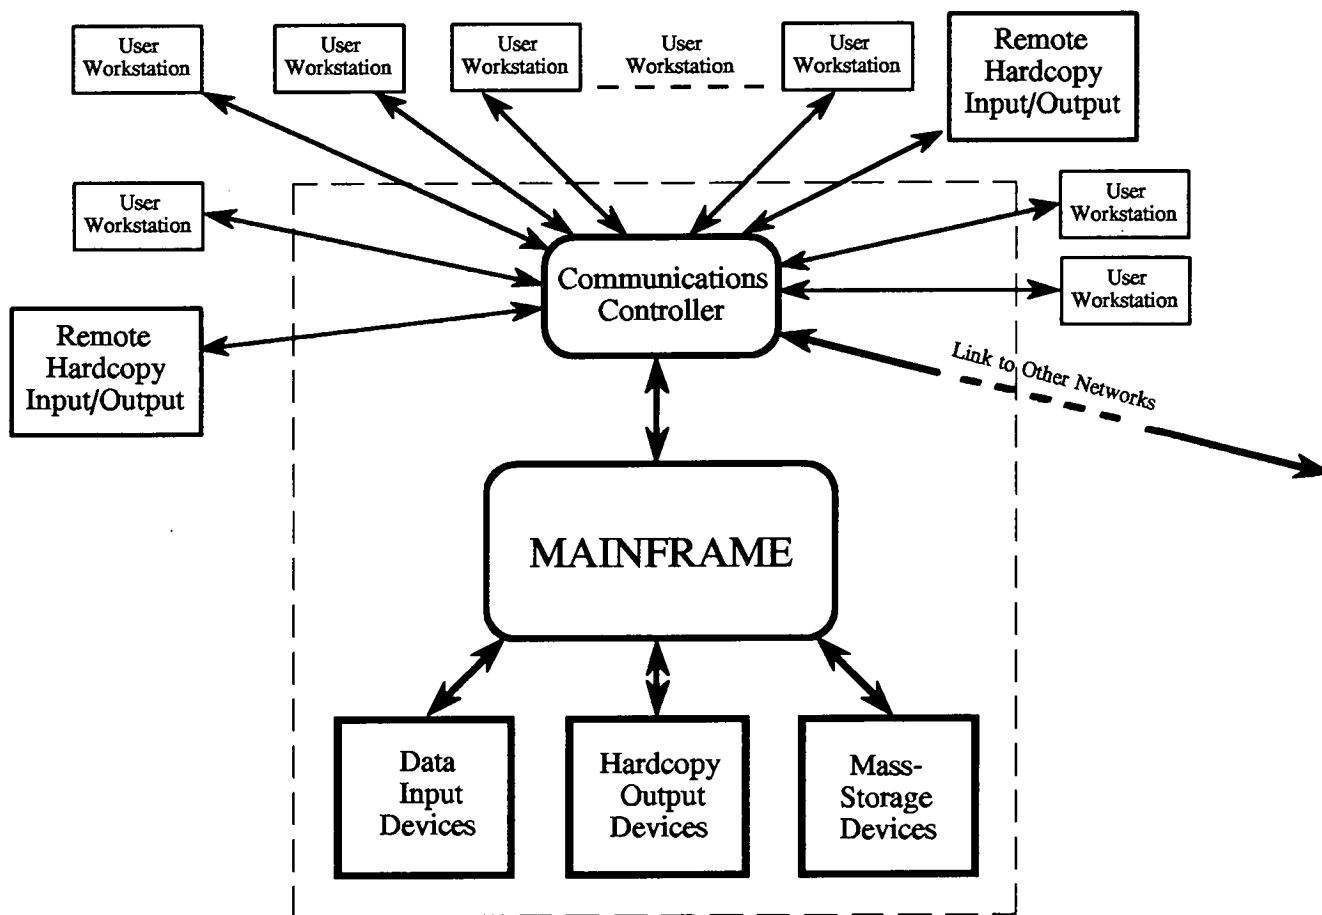 User
Workstation
User
Workstation
User
Workstation
User
Workstation
User
Workstation
Remote
Hardcopy
Input/Output
User
Workstation
User
Workstation
Communications
Controller
User
Workstation
Remote
Hardcopy
Input/Output
Link to Other Networks
MAINFRAME
Data
Input
Devices
Hardcopy
Output
Devices
Mass-
Storage
Devices